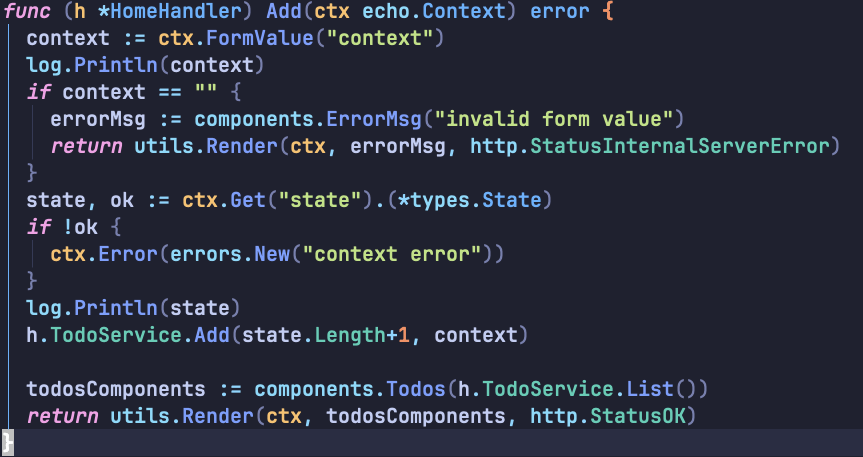 func (h *HomeHandler) Add(ctx echo.Context) error {
context := ctx.FormValue("context")
log.Println(context)
if context == "" {
errorMsg := components.ErrorMsg("invalid form value")
return utils.Render(ctx, errorMsg, http.StatusInternalServerError)
}
state, ok := ctx.Get("state").(*types.State)
if !ok {
ctx.Error(errors.New("context error"))
}
log.Println(state)
h.TodoService.Add(state.Length+1, context)
todosComponents := components.Todos(h.TodoService.List())
return utils.Render(ctx, todosComponents, http.StatusOK)
}